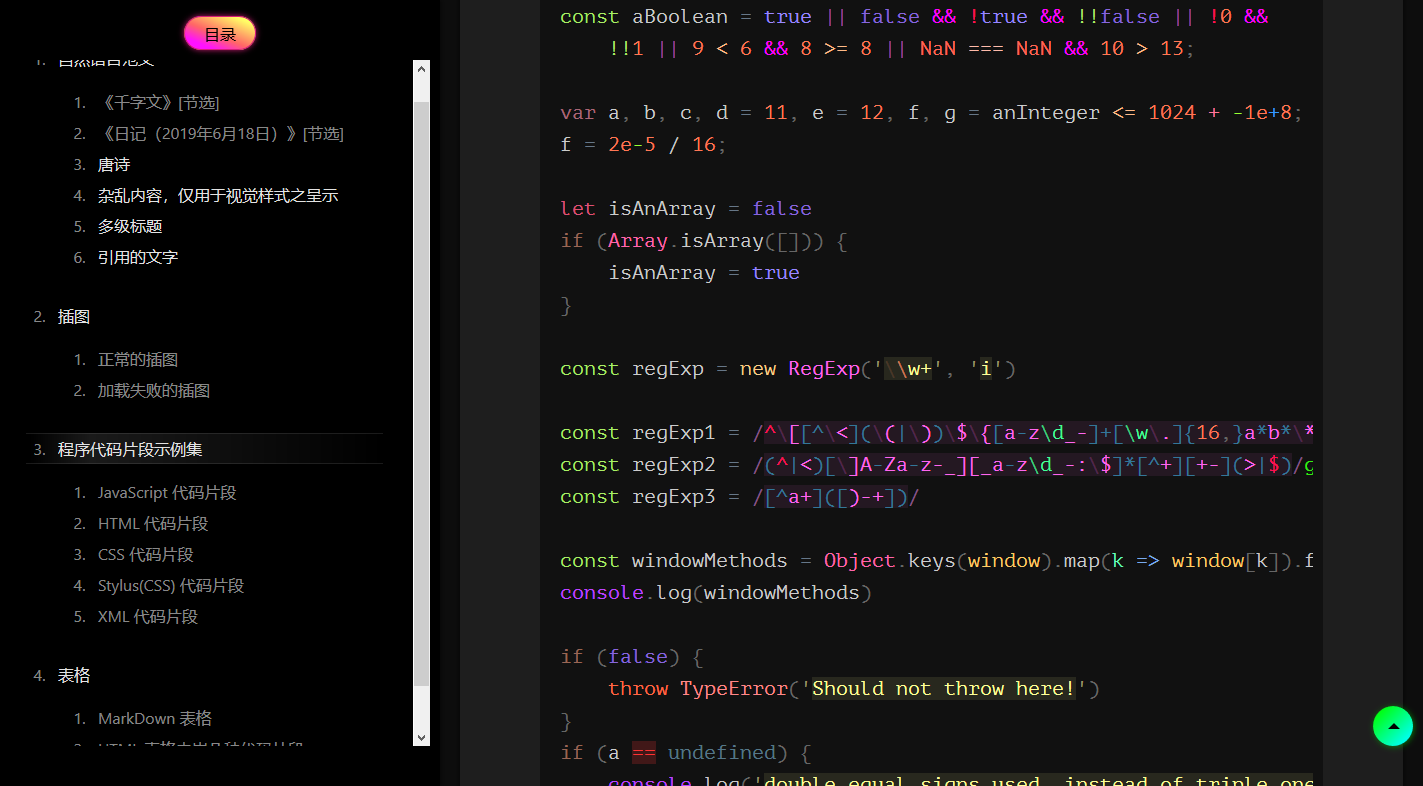 目录
1. 自然语言范文
1. 《千字文》[节选]
2. 《日记（2019年6月18日）》[节选]
3. 唐诗
4. 杂乱内容，仅用于视觉样式之呈示
5. 多级标题
6. 引用的文字
2. 插图
1. 正常的插图
2. 加载失败的插图
3. 程序代码片段示例集
1. JavaScript 代码片段
2. HTML 代码片段
3. CSS 代码片段
4. Stylus(CSS) 代码片段
5. XML 代码片段
4. 表格
1. MarkDown 表格
const aBoolean = true || false && !true && !!false || !0 &&
    !!1 || 9 < 6 && 8 >= 8 || NaN === NaN && 10 > 13;
var a, b, c, d = 11, e = 12, f, g = anInteger <= 1024 + -1e+8;
f = 2e-5 / 16;
let isAnArray = false
if (Array.isArray([])) {
    isAnArray = true
}
const regExp = new RegExp('\\w+', 'i')
const regExp1 = /^\[[^\<](\(|\))\$\{[a-z\d_-]+[\w\.]{16,}a*b*\*
const regExp2 = /(^|<)[\]A-Za-z-_][_a-z\d_-:\$]*[^+][+-](>|$)/g
const regExp3 = /[^a+]([)-+])/
const windowMethods = Object.keys(window).map(k => window[k]).f
console.log(windowMethods)
if (false) {
    throw TypeError('Should not throw here!')
}
if (a == undefined) {
    console.log('double equal signs used, instead of triple one